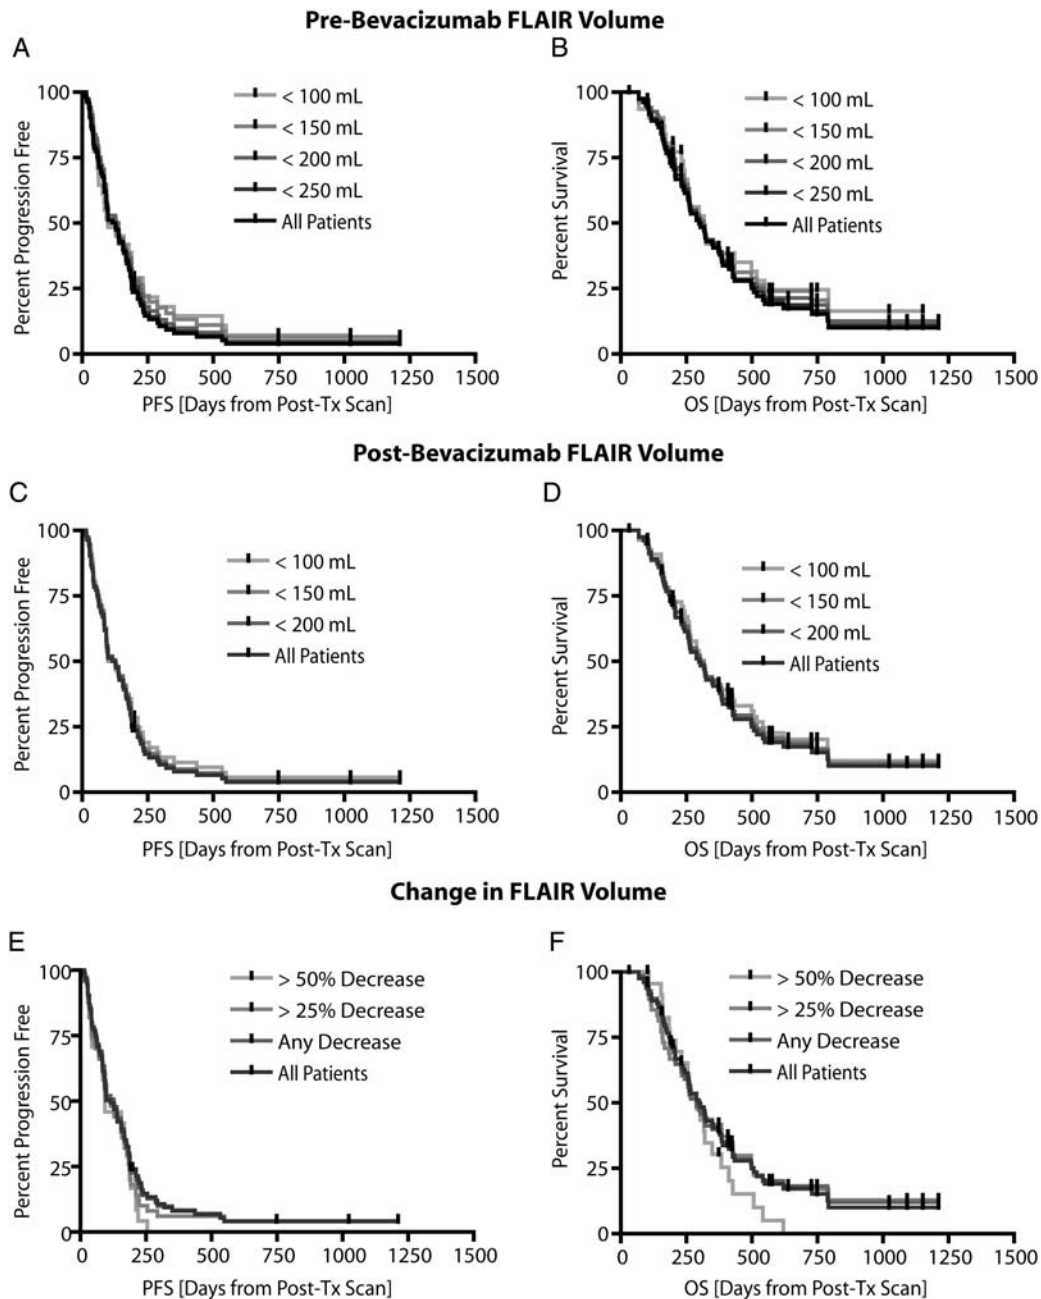 Pre-Bevacizumab FLAIR Volume
A
B
100
75
50
25
0
Percent Progression Free
< 100 mL
< 150 mL
< 200 mL
< 250 mL
All Patients
0 250 500 750 1000 1250 1500
PFS [Days from Post-Tx Scan]
100
75
50
25
0
Percent Survival
< 100 mL
< 150 mL
< 200 mL
< 250 mL
All Patients
0 250 500 750 1000 1250 1500
OS [Days from Post-Tx Scan]
Post-Bevacizumab FLAIR Volume
C
D
100
75
50
25
0
Percent Progression Free
< 100 mL
< 150 mL
< 200 mL
All Patients
0 250 500 750 1000 1250 1500
PFS [Days from Post-Tx Scan]
100
75
50
25
0
Percent Survival
< 100 mL
< 150 mL
< 200 mL
All Patients
0 250 500 750 1000 1250 1500
OS [Days from Post-Tx Scan]
Change in FLAIR Volume
E
F
100
75
50
25
0
Percent Progression Free
> 50% Decrease
> 25% Decrease
Any Decrease
All Patients
0 250 500 750 1000 1250 1500
PFS [Days from Post-Tx Scan]
100
75
50
25
0
Percent Survival
> 50% Decrease
> 25% Decrease
Any Decrease
All Patients
0 250 500 750 1000 1250 1500
OS [Days from Post-Tx Scan]